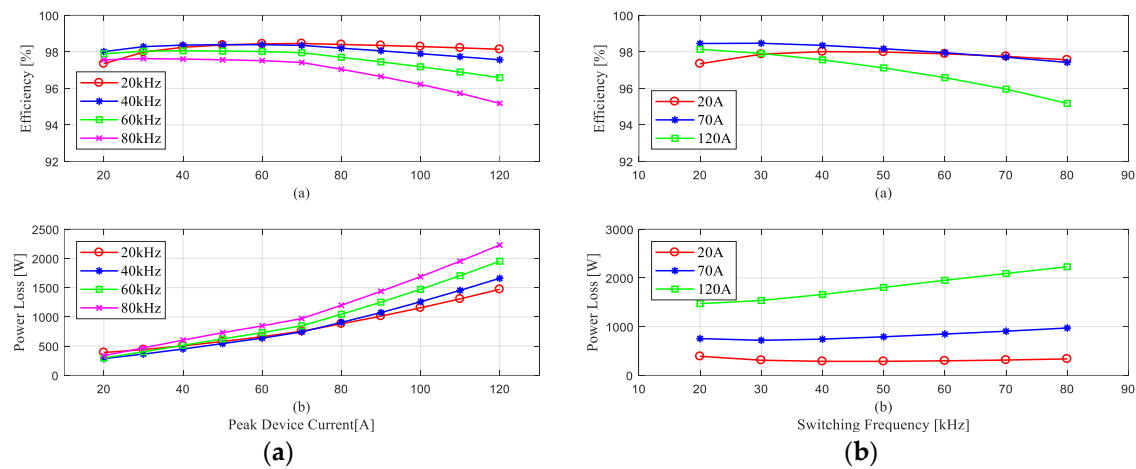 100
98
96
94
92
Efficiency [%]
20kHz
40kHz
60kHz
80kHz
20 40 60 80 100 120
(a)
2500
2000
1500
1000
500
0
Power Loss [W]
20kHz
40kHz
60kHz
80kHz
20 40 60 80 100 120
(b)
Peak Device Current[A]
(a)
100
98
96
94
92
Efficiency [%]
20A
70A
120A
10 20 30 40 50 60 70 80 90
(a)
3000
2000
1000
0
Power Loss [W]
20A
70A
120A
10 20 30 40 50 60 70 80 90
(b)
Switching Frequency [kHz]
(b)